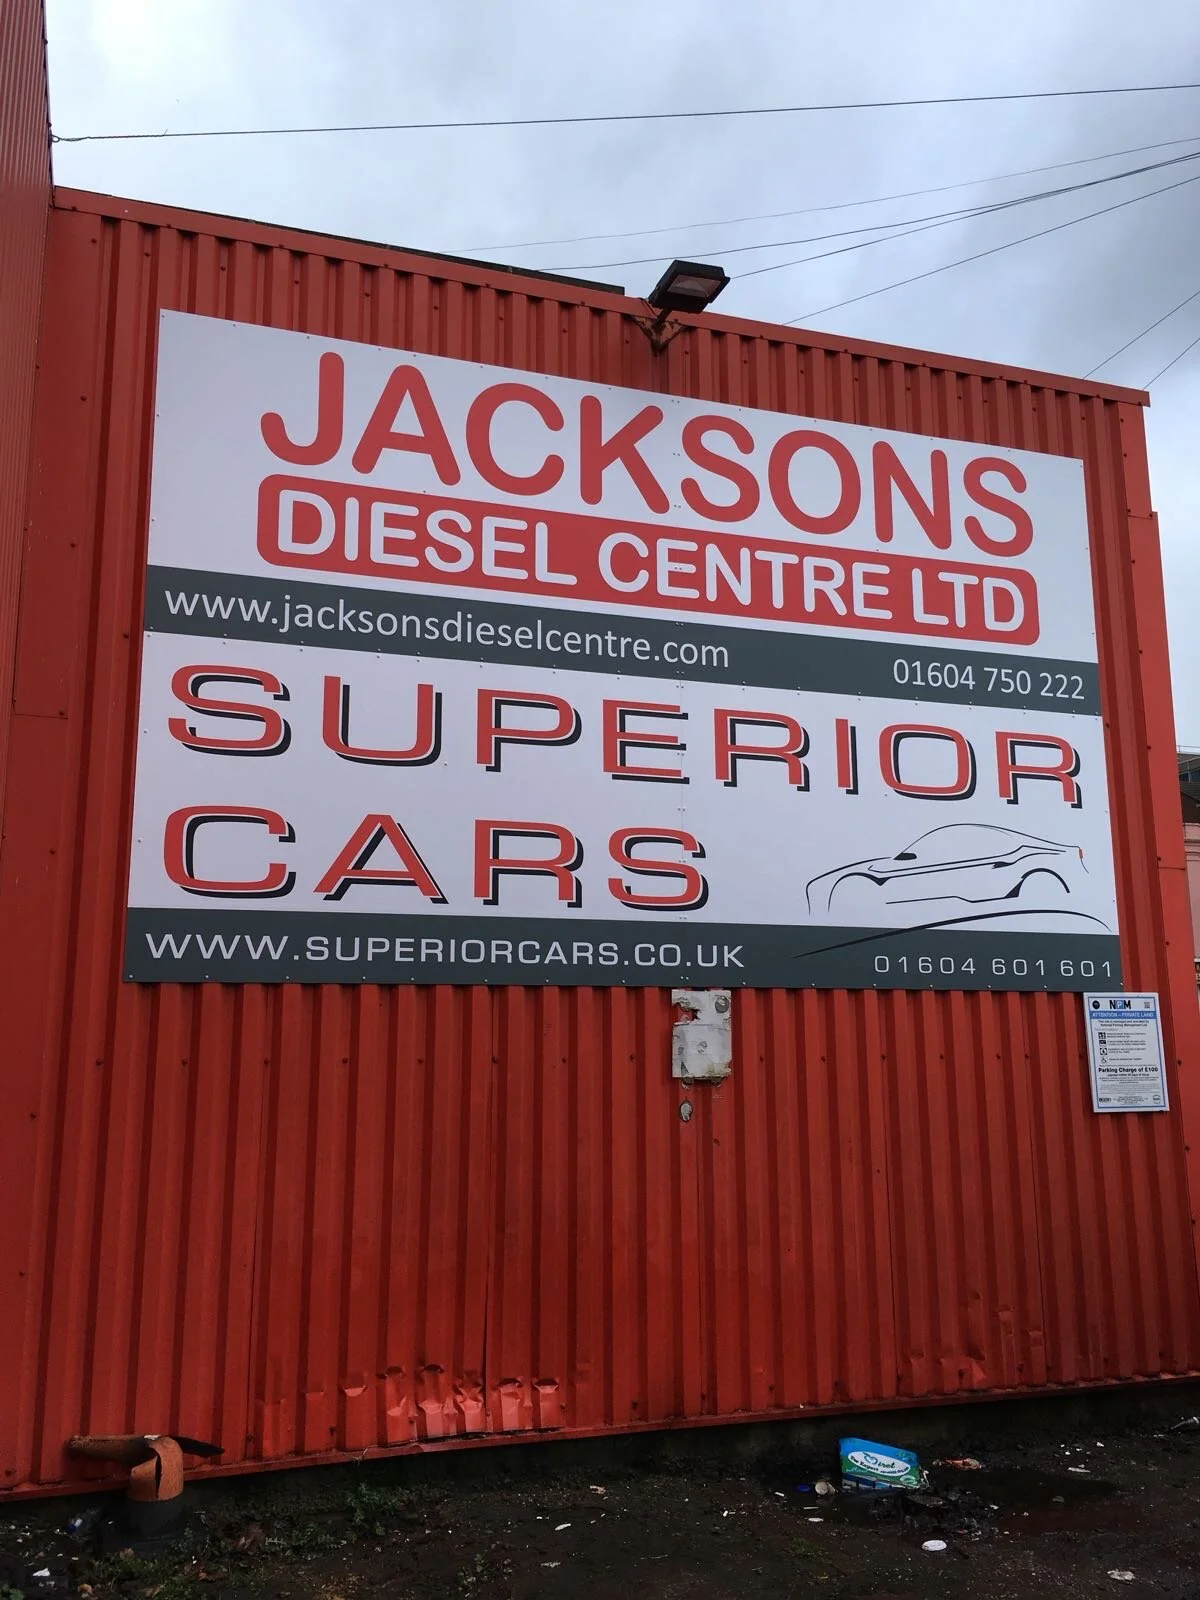 JACKSONS
DIESEL CENTRE LTD
www.jacksonsdieselcentre.com
01604 750 222
SUPERIOR
CARS
WWW.SUPERIORCARS.CO.UK
01604 601 601
NPM
ATTENTION - PRIVATE LAND
Parking Charge of £100